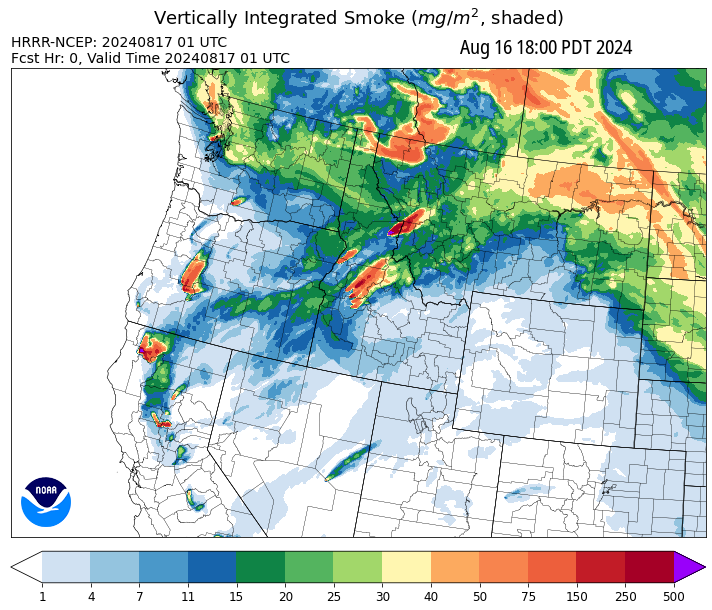 Vertically Integrated Smoke (mg/m², shaded)
HRRR-NCEP: 20240817 01 UTC
Aug 16 18:00 PDT 2024
Fcst Hr: 0, Valid Time 20240817 01 UTC
NOAA
1 4 7 11 15 20 25 30 40 50 75 150 250 500